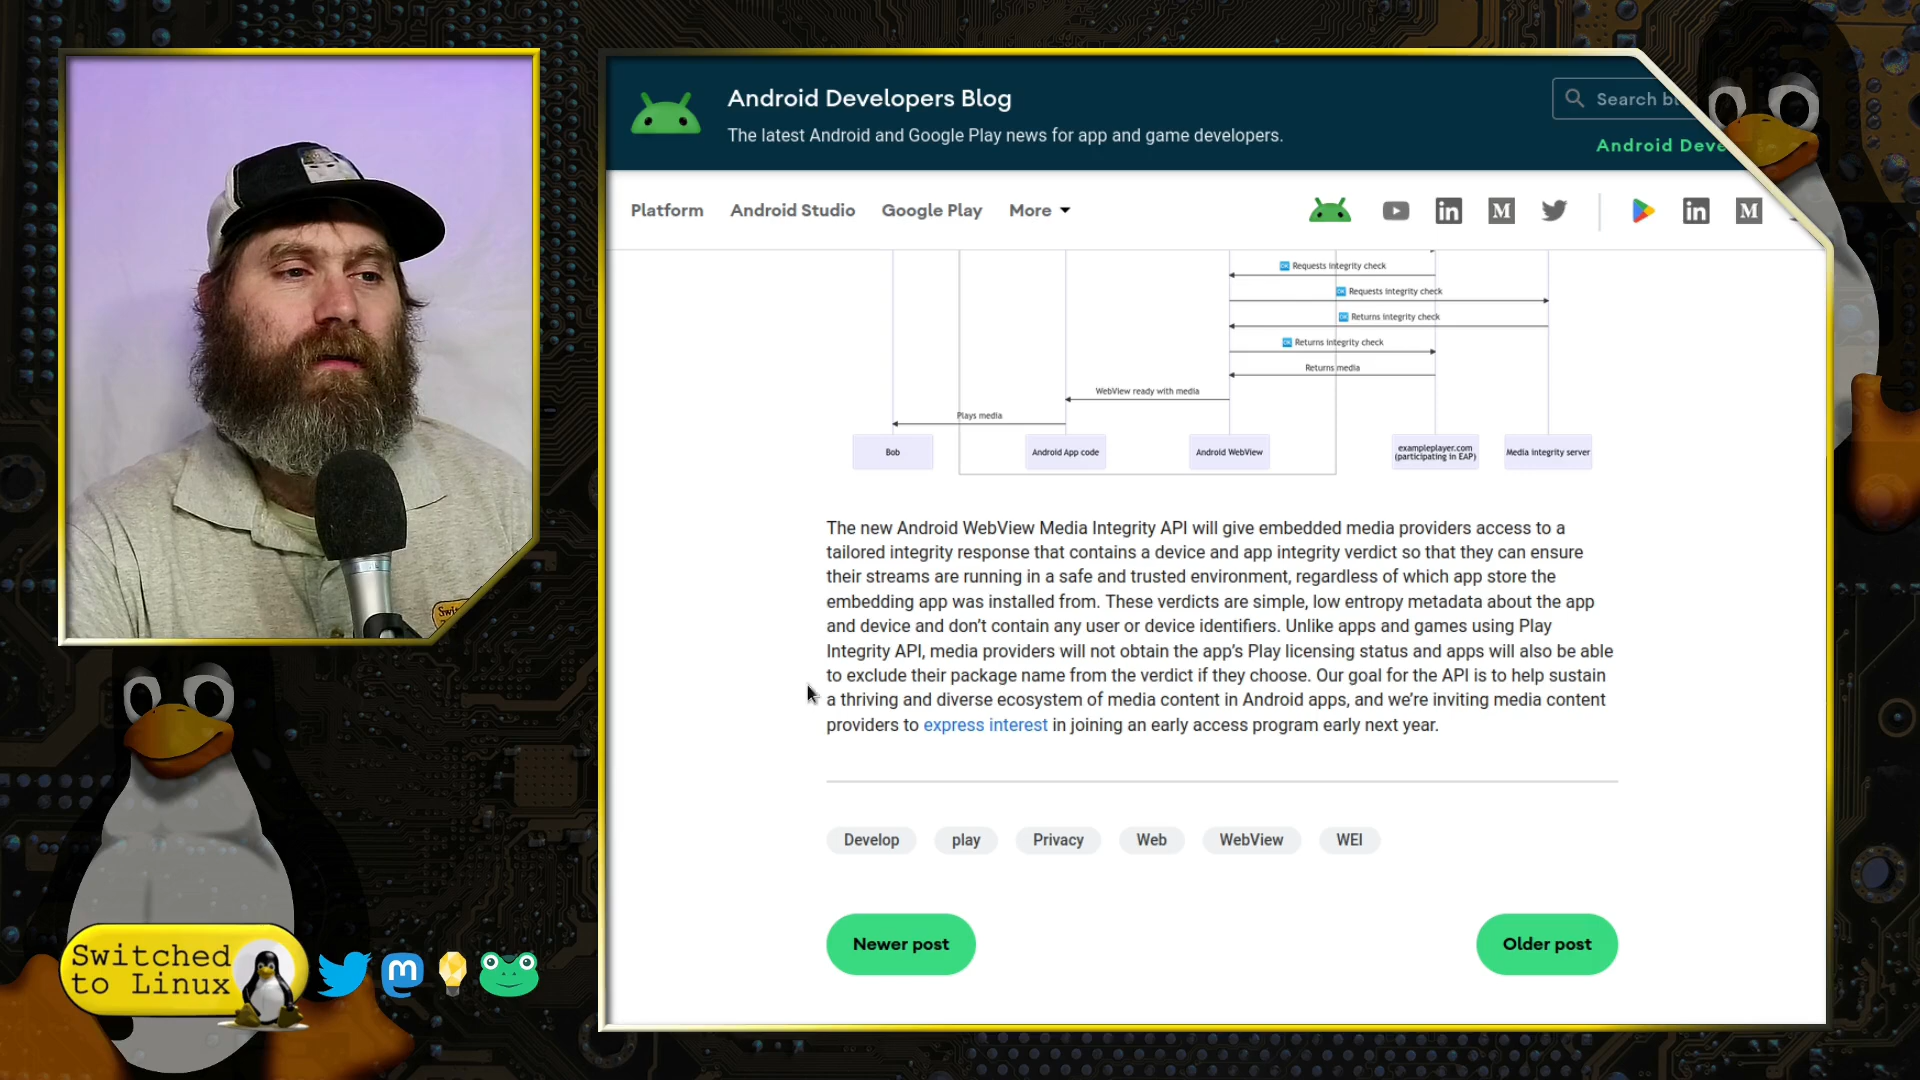 Android Developers Blog
The latest Android and Google Play news for app and game developers.
Search
Android
Platform
Android Studio
Google Play
More
Requests integrity check
Requests integrity check
Returns integrity check
Returns integrity check
Returns media
WebView ready with media
Plays media
Bob
Android App code
Android WebView
exampleplayer.com
(participating in EAP)
Media integrity server
The new Android WebView Media Integrity API will give embedded media providers access to a
tailored integrity response that contains a device and app integrity verdict so that they can ensure
their streams are running in a safe and trusted environment, regardless of which app store the
embedding app was installed from. These verdicts are simple, low entropy metadata about the app
and device and don’t contain any user or device identifiers. Unlike apps and games using Play
Integrity API, media providers will not obtain the app’s Play licensing status and apps will also be able
to exclude their package name from the verdict if they choose. Our goal for the API is to help sustain
a thriving and diverse ecosystem of media content in Android apps, and we’re inviting media content
providers to express interest in joining an early access program early next year.
Develop
play
Privacy
Web
WebView
WEI
Newer post
Older post
Switched
to Linux